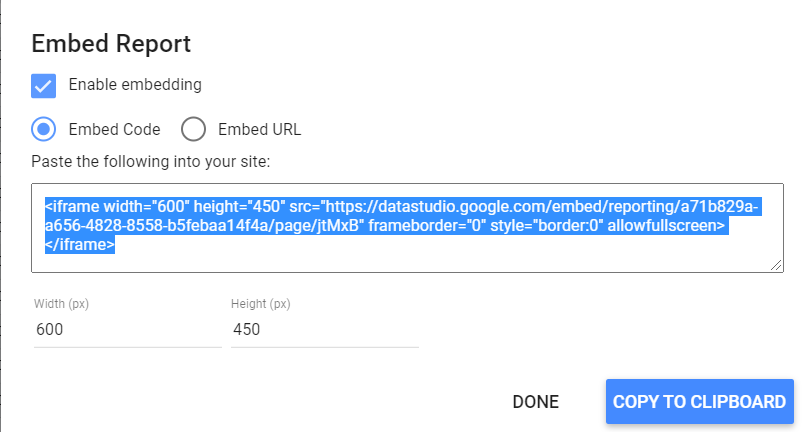 Embed Report
Enable embedding
Embed Code Embed URL
Paste the following into your site:
<iframe width="600" height="450" src="https://datastudio.google.com/embed/reporting/a71b829a-
a656-4828-8558-b5febaa14f4a/page/jtMxB" frameborder="0" style="border:0" allowfullscreen>
</iframe>
Width (px) Height (px)
600 450
DONE COPY TO CLIPBOARD